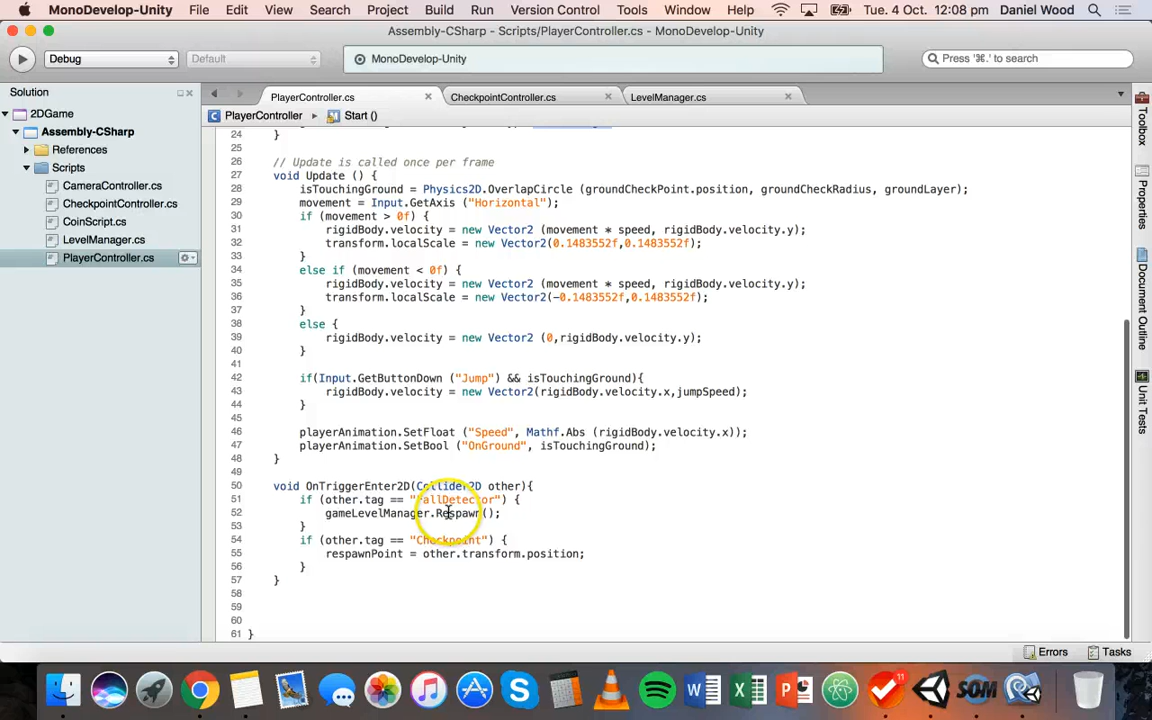 MonoDevelop-Unity File Edit View Search Project Build Run Version Control Tools Window Help Tue. 4 Oct. 12:08 pm Daniel Wood
Assembly-CSharp - Scripts/PlayerController.cs - MonoDevelop-Unity
Debug Default MonoDevelop-Unity Press '⌘.' to search
Solution
2DGame
Assembly-CSharp
References
Scripts
CameraController.cs
CheckpointController.cs
CoinScript.cs
LevelManager.cs
PlayerController.cs
PlayerController.cs CheckpointController.cs LevelManager.cs
PlayerController Start ()
24 }
25
26 // Update is called once per frame
27 void Update () {
28 isTouchingGround = Physics2D.OverlapCircle (groundCheckPoint.position, groundCheckRadius, groundLayer);
29 movement = Input.GetAxis ("Horizontal");
30 if (movement > 0f) {
31 rigidBody.velocity = new Vector2 (movement * speed, rigidBody.velocity.y);
32 transform.localScale = new Vector2(0.1483552f,0.1483552f);
33 }
34 else if (movement < 0f) {
35 rigidBody.velocity = new Vector2 (movement * speed, rigidBody.velocity.y);
36 transform.localScale = new Vector2(-0.1483552f,0.1483552f);
37 }
38 else {
39 rigidBody.velocity = new Vector2 (0,rigidBody.velocity.y);
40 }
41
42 if(Input.GetButtonDown ("Jump") && isTouchingGround){
43 rigidBody.velocity = new Vector2(rigidBody.velocity.x,jumpSpeed);
44 }
45
46 playerAnimation.SetFloat ("Speed", Mathf.Abs (rigidBody.velocity.x));
47 playerAnimation.SetBool ("OnGround", isTouchingGround);
48 }
49
50 void OnTriggerEnter2D(Collider2D other){
51 if (other.tag == "FallDetector") {
52 gameLevelManager.Respawn();
53 }
54 if (other.tag == "Checkpoint") {
55 respawnPoint = other.transform.position;
56 }
57 }
58
59
60
61 }
Toolbox
Properties
Document Outline
Unit Tests
Errors Tasks
11
SOM